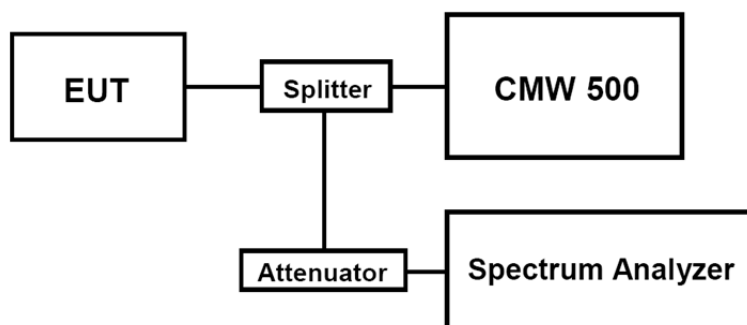 EUT
Splitter
CMW 500
Attenuator
Spectrum Analyzer